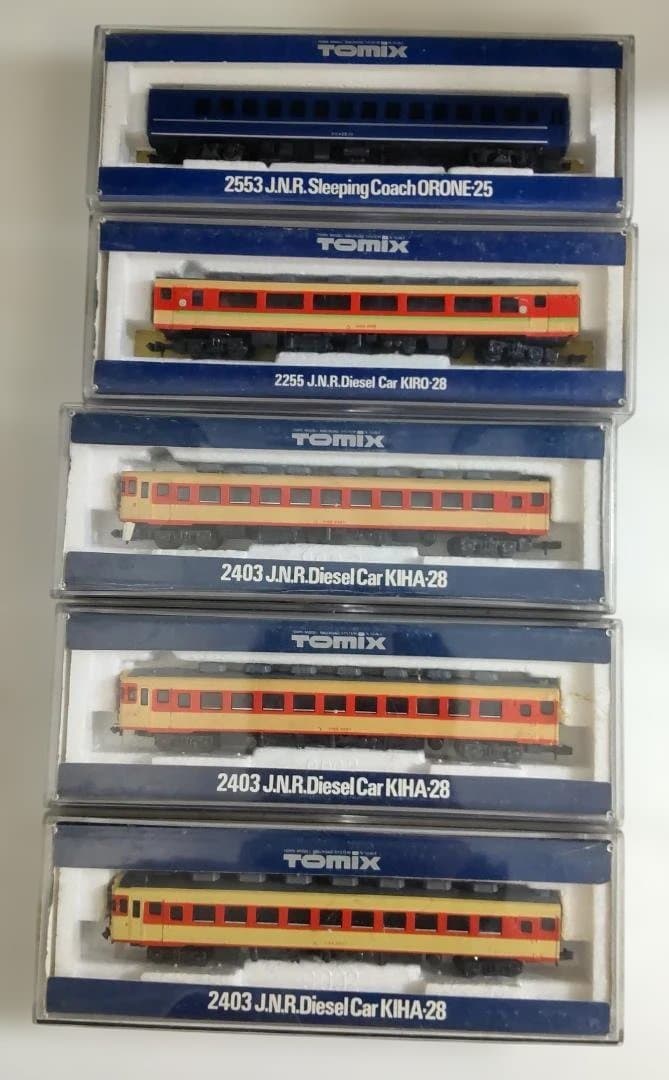 TOMIX
2553 J.N.R. Sleeping Coach ORONE-25
TOMIX
2255 J.N.R. Diesel Car KIRO-28
TOMIX
2403 J.N.R. Diesel Car KIHA-28
TOMIX
2403 J.N.R. Diesel Car KIHA-28
TOMIX
2403 J.N.R. Diesel Car KIHA-28